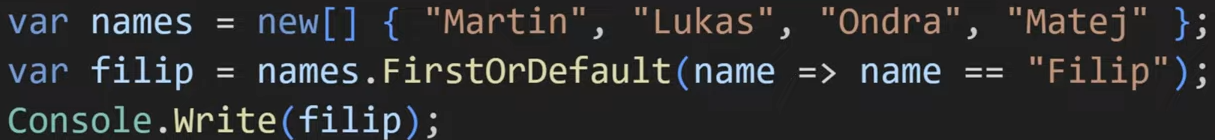 var names = new[] { "Martin", "Lukas", "Ondra", "Matej" };
var filip = names.FirstOrDefault(name => name == "Filip");
Console.Write(filip);